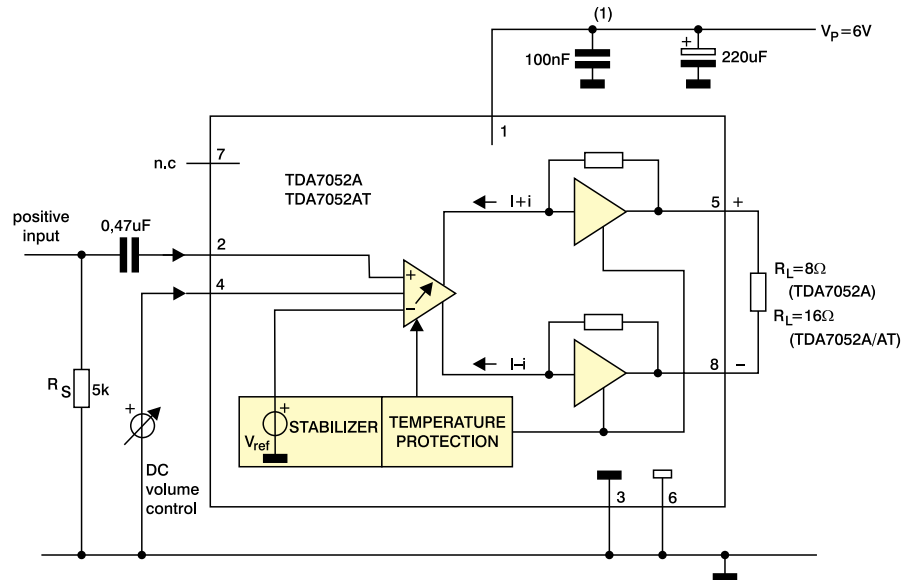 (1)
V_P=6V
100nF
+
220uF
1
n.c
7
TDA7052A
TDA7052AT
I+i
5
+
positive
input
0,47uF
2
4
+
−
R_L=8Ω
(TDA7052A)
R_L=16Ω
(TDA7052A/AT)
I−i
8
−
R_S
5k
+
DC
volume
control
+
V_ref
STABILIZER
TEMPERATURE
PROTECTION
3
6